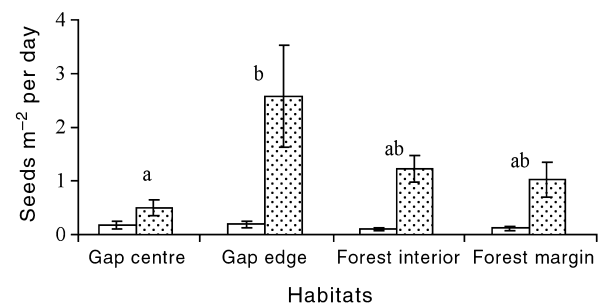 Seeds m−2 per day
4
3
2
1
0
a
b
ab
ab
Gap centre
Gap edge
Forest interior
Forest margin
Habitats